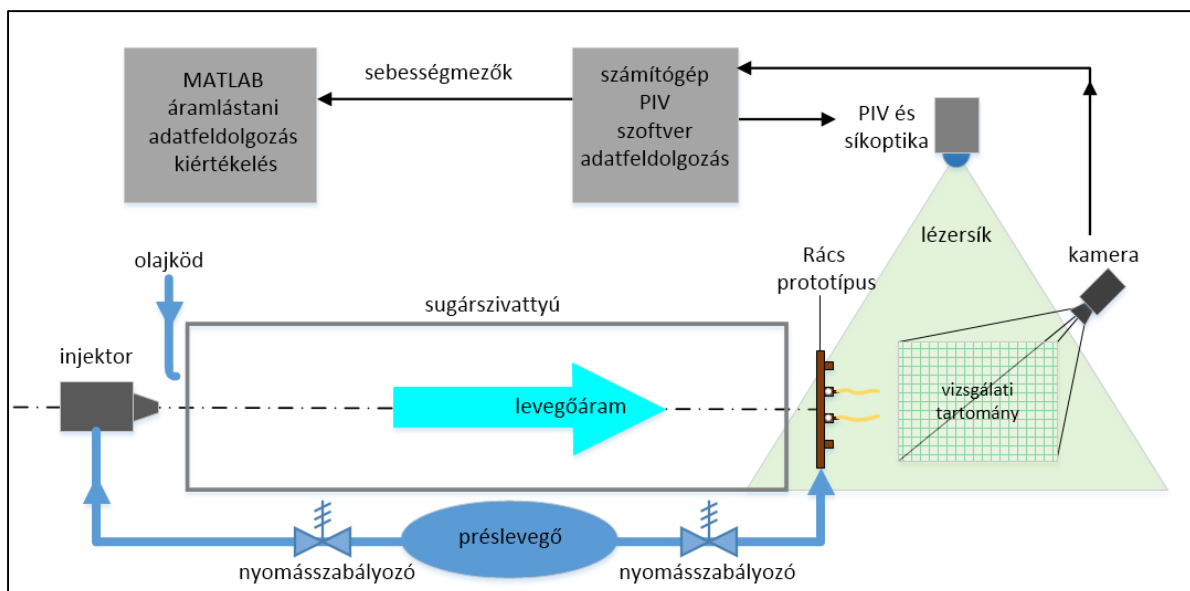 MATLAB
áramlástani
adatfeldolgozás
kiértékelés
sebességmezők
számítógép
PIV
szoftver
adatfeldolgozás
PIV és
síkoptika
lézersík
kamera
olajköd
Rács
prototípus
sugárszivattyú
injektor
levegőáram
vizsgálati
tartomány
préslevegő
nyomásszabályozó
nyomásszabályozó